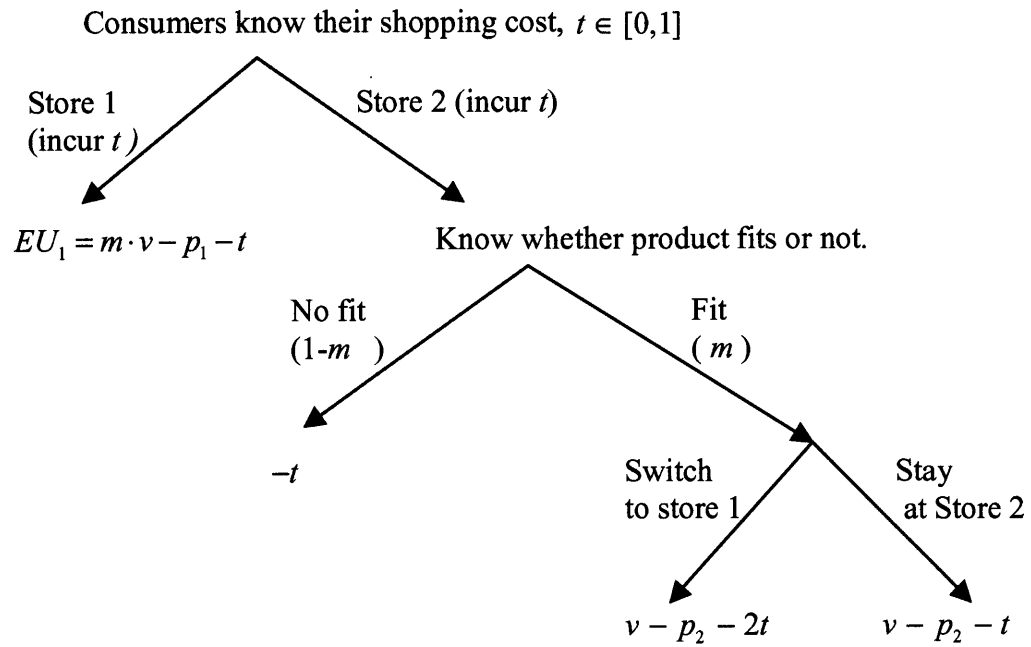 Consumers know their shopping cost, t ∈ [0,1]
Store 1
(incur t )
Store 2 (incur t)
EU₁ = m · v − p₁ − t
Know whether product fits or not.
No fit
(1-m )
Fit
( m )
−t
Switch
to store 1
Stay
at Store 2
v − p₂ − 2t
v − p₂ − t